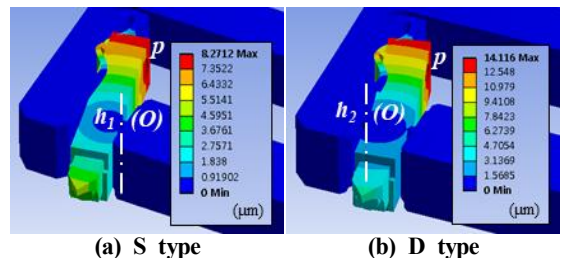 8.2712 Max
7.3522
6.4332
5.5141
4.5951
3.6761
2.7571
1.838
0.91902
0 Min
(μm)
p
h1 (O)
14.116 Max
12.548
10.979
9.4108
7.8423
6.2739
4.7054
3.1369
1.5685
0 Min
(μm)
p
h2 (O)
(a) S type
(b) D type